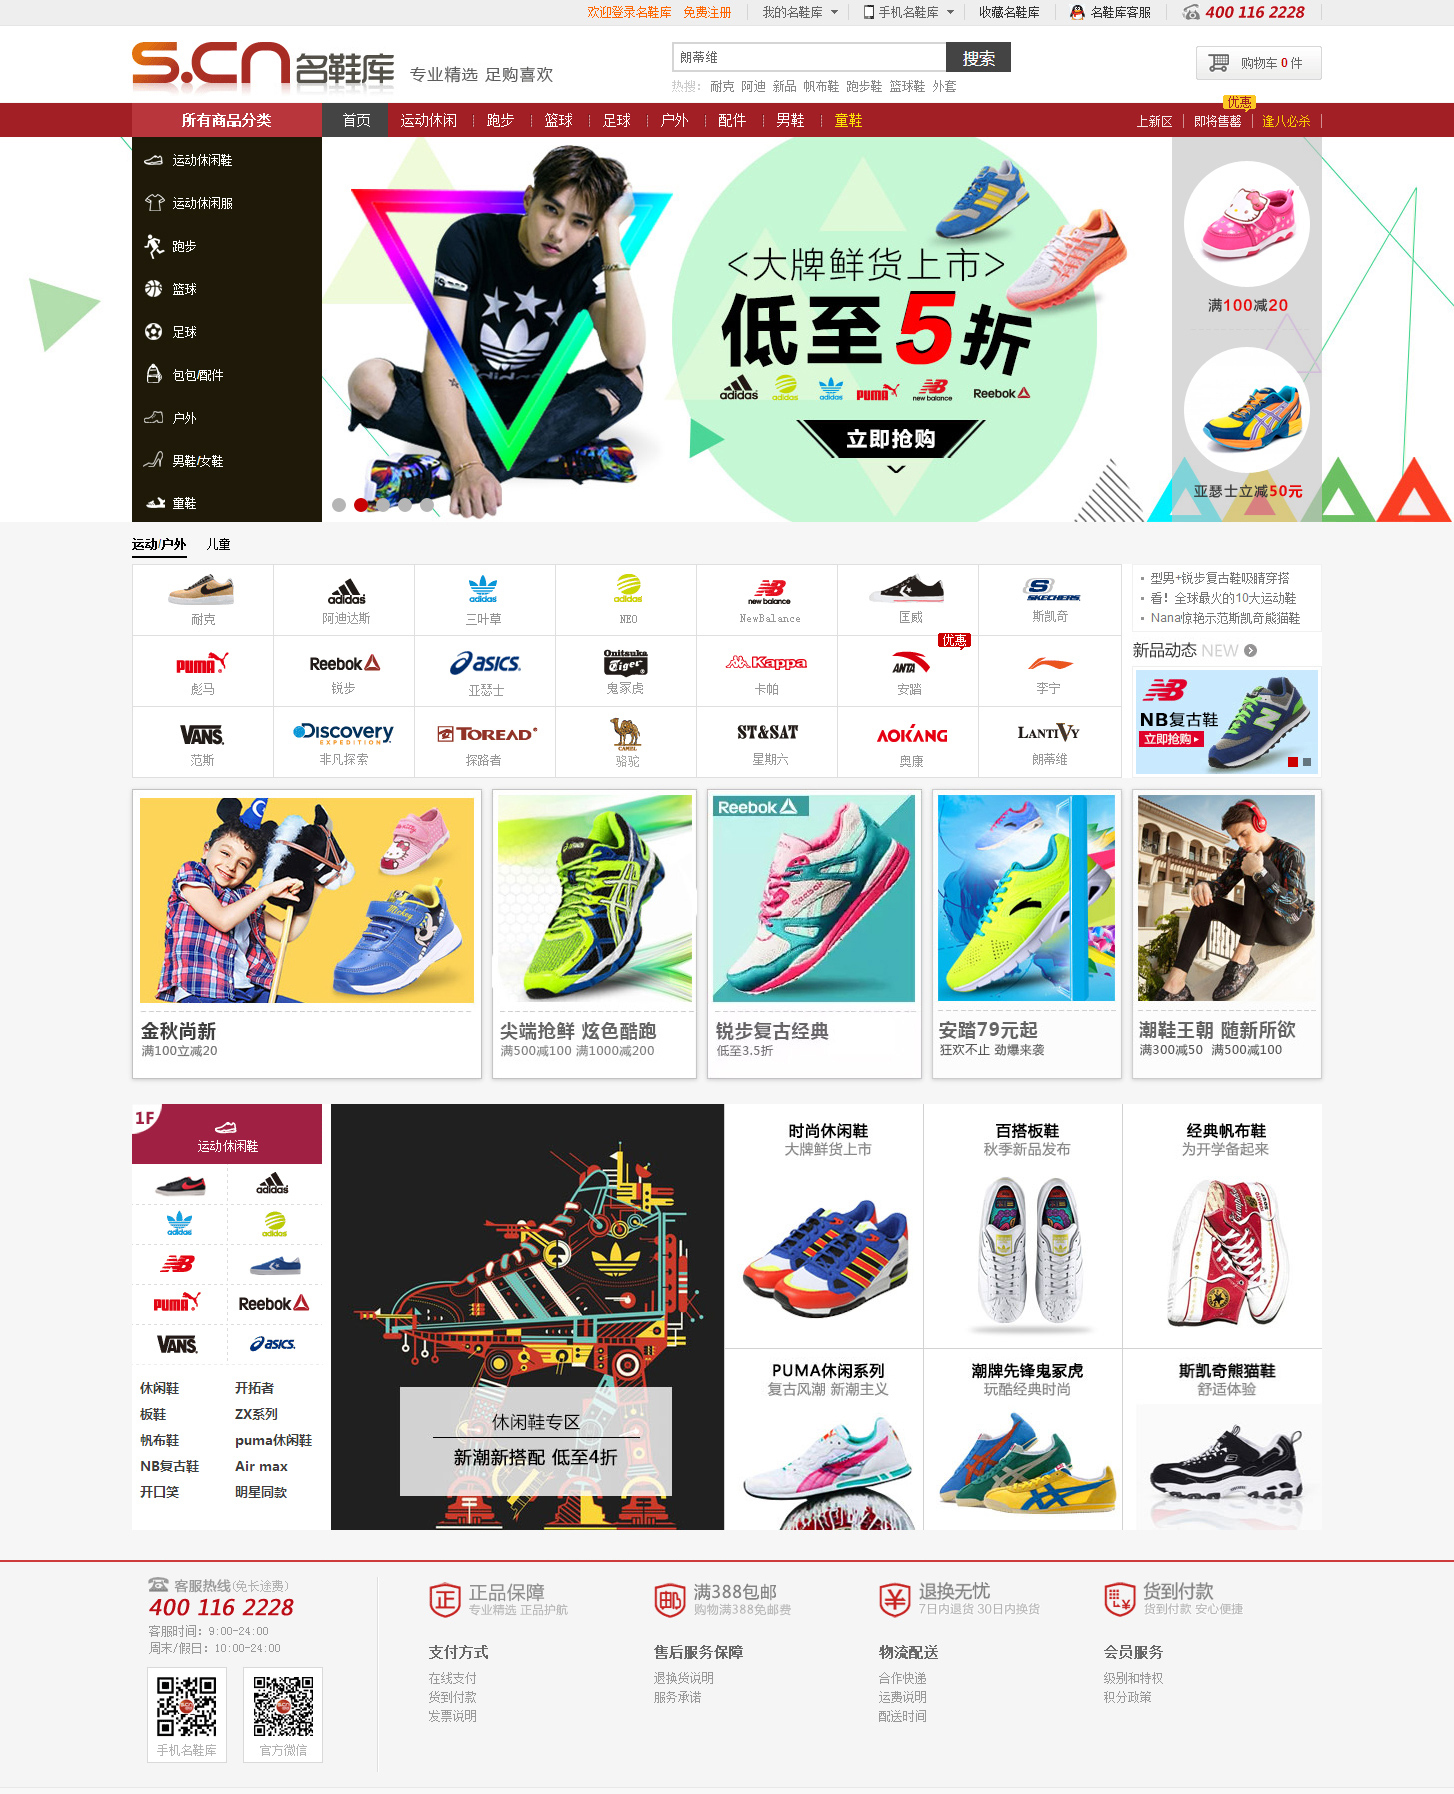 欢迎登录名鞋库 免费注册 我的名鞋库 手机名鞋库 收藏名鞋库 名鞋库客服 400 116 2228
S.CN名鞋库 专业精选 足购喜欢
朗蒂维 搜索
购物车 0 件
热搜： 耐克 阿迪 新品 帆布鞋 跑步鞋 篮球鞋 外套
优惠
所有商品分类 首页 运动休闲 跑步 篮球 足球 户外 配件 男鞋 童鞋 上新区 即将售罄 逢八必杀
运动休闲鞋
运动休闲服
跑步
篮球
足球
包包/配件
户外
男鞋/女鞋
童鞋
<大牌鲜货上市>
低至5折
adidas adidas adidas PUMA new balance Reebok
立即抢购
满100减20
亚瑟士立减50元
运动/户外 儿童
耐克
adidas
阿迪达斯
adidas
三叶草
adidas
NEO
new balance
NewBalance
匡威
SKECHERS
斯凯奇
PUMA
彪马
Reebok
锐步
ASICS
亚瑟士
Onitsuka Tiger
鬼冢虎
Kappa
卡帕
优惠
ANTA
安踏
李宁
VANS
范斯
Discovery
EXPEDITION
非凡探索
TOREAD
探路者
CAMEL
骆驼
ST&SAT
星期六
AOKANG
奥康
LANTIVY
朗蒂维
型男+锐步复古鞋吸睛穿搭
看！全球最火的10大运动鞋
Nana惊艳示范斯凯奇熊猫鞋
新品动态 NEW
NB
NB复古鞋
立即抢购
Mickey
金秋尚新
满100立减20
尖端抢鲜 炫色酷跑
满500减100 满1000减200
Reebok
锐步复古经典
低至3.5折
安踏79元起
狂欢不止 劲爆来袭
潮鞋王朝 随新所欲
满300减50 满500减100
1F
运动休闲鞋
adidas
adidas
adidas
NB
PUMA
Reebok
VANS
asics
休闲鞋 开拓者
板鞋 ZX系列
帆布鞋 puma休闲鞋
NB复古鞋 Air max
开口笑 明星同款
休闲鞋专区
新潮新搭配 低至4折
时尚休闲鞋
大牌鲜货上市
百搭板鞋
秋季新品发布
经典帆布鞋
为开学备起来
PUMA休闲系列
复古风潮 新潮主义
潮牌先锋鬼冢虎
玩酷经典时尚
斯凯奇熊猫鞋
舒适体验
客服热线(免长途费)
400 116 2228
客服时间：9:00-24:00
周末/假日：10:00-24:00
手机名鞋库 官方微信
正 正品保障
专业精选 正品护航
邮 满388包邮
购物满388免邮费
¥ 退换无忧
7日内退货 30日内换货
货到付款
货到付款 安心便捷
支付方式
在线支付
货到付款
发票说明
售后服务保障
退换货说明
服务承诺
物流配送
合作快递
运费说明
配送时间
会员服务
级别和特权
积分政策